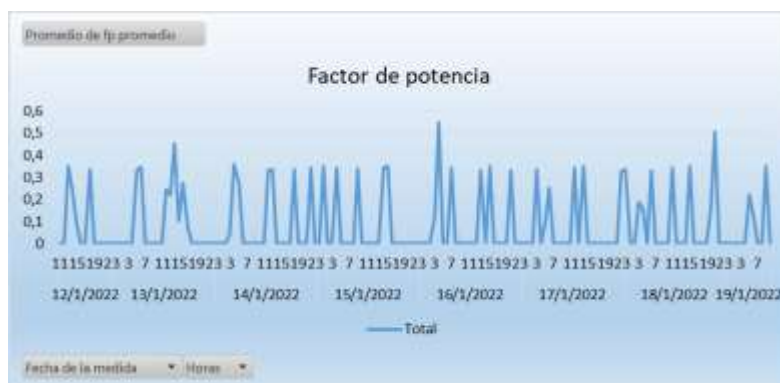 Promedio de fp promedio
Factor de potencia
0,6
0,5
0,4
0,3
0,2
0,1
0
11151923 3 7 11151923 3 7 11151923 3 7 11151923 3 7 11151923 3 7 11151923 3 7 11151923 3 7
12/1/2022 13/1/2022 14/1/2022 15/1/2022 16/1/2022 17/1/2022 18/1/2022 19/1/2022
Total
Fecha de la medida Horas